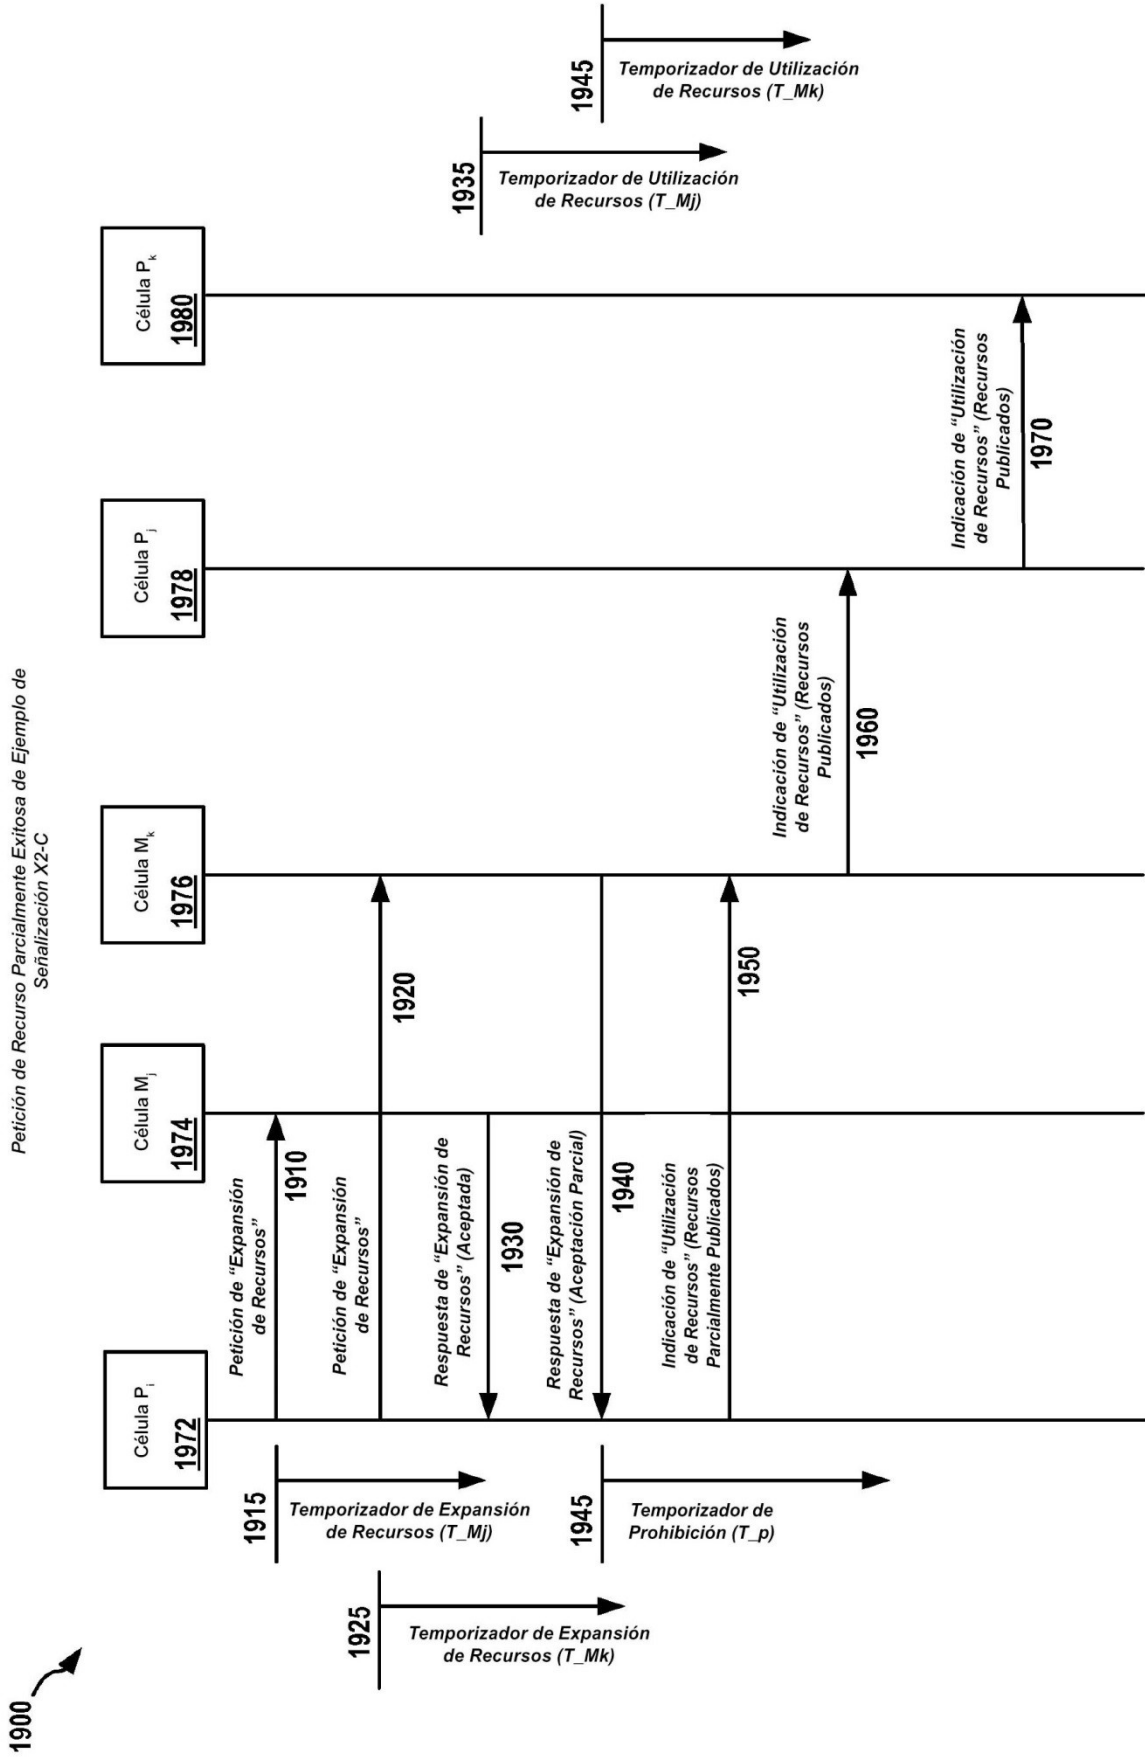 1900
Petición de Recurso Parcialmente Exitosa de Ejemplo de
Señalización X2-C
Célula Pi
1972
Célula Mj
1974
Célula Mk
1976
Célula Pj
1978
Célula Pk
1980
1915
Temporizador de Expansión
de Recursos (T_Mj)
1925
Temporizador de Expansión
de Recursos (T_Mk)
1945
Temporizador de
Prohibición (T_p)
Petición de “Expansión
de Recursos”
1910
Petición de “Expansión
de Recursos”
1920
Respuesta de “Expansión de
Recursos” (Aceptada)
1930
Respuesta de “Expansión de
Recursos” (Aceptación Parcial)
1940
Indicación de “Utilización
de Recursos” (Recursos
Parcialmente Publicados)
1950
Indicación de “Utilización
de Recursos” (Recursos
Publicados)
1960
Indicación de “Utilización
de Recursos” (Recursos
Publicados)
1970
1935
Temporizador de Utilización
de Recursos (T_Mj)
1945
Temporizador de Utilización
de Recursos (T_Mk)